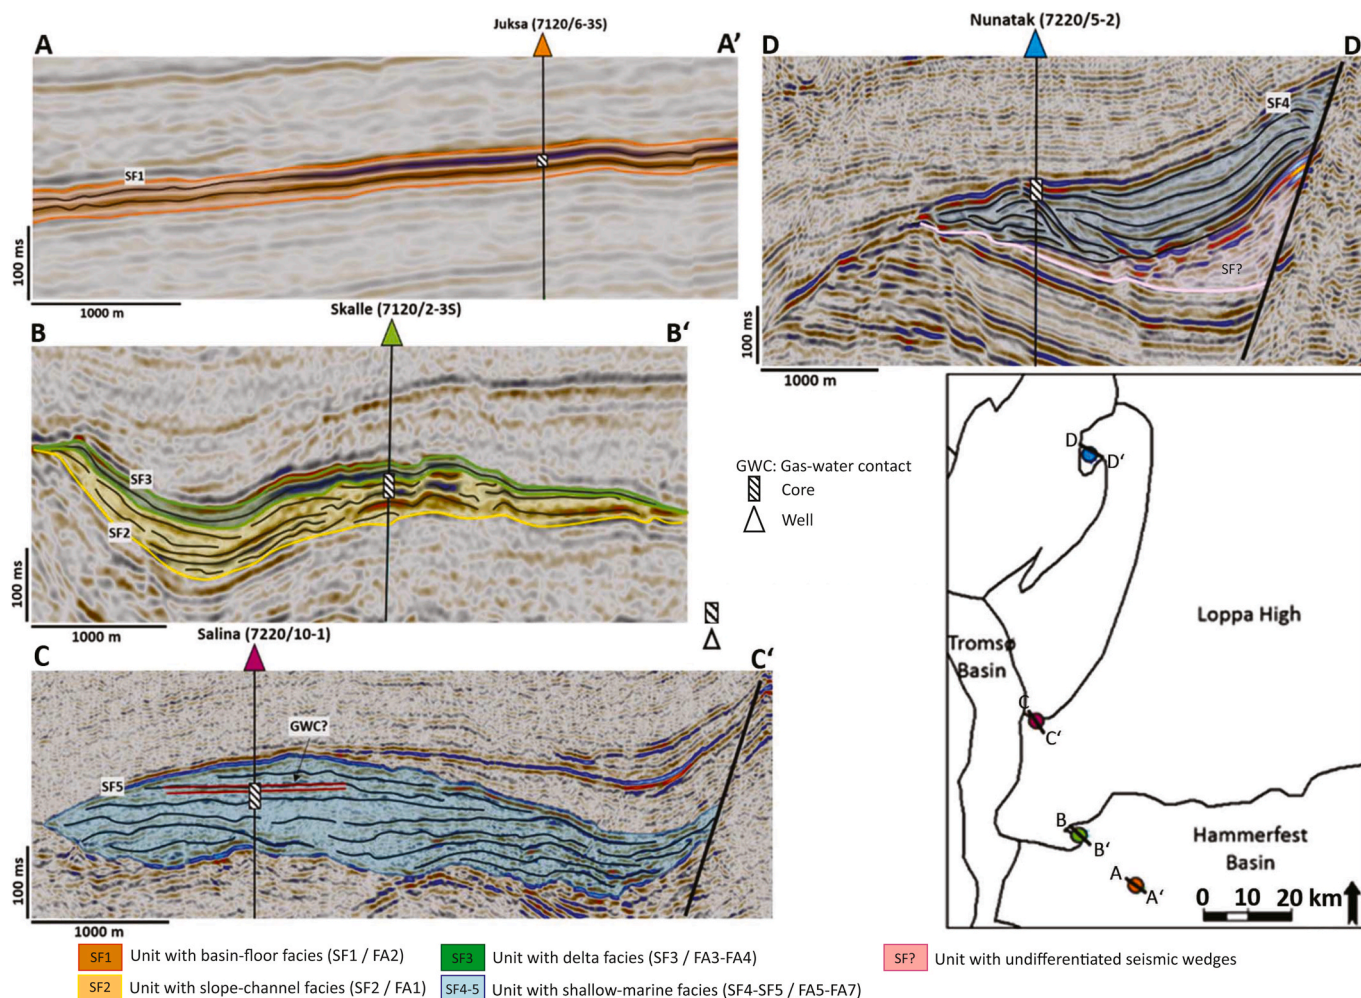 Juksa (7120/6-3S)
A
A'
SF1
100 ms
1000 m
Nunatak (7220/5-2)
D
D
SF4
SF?
100 ms
1000 m
Skalle (7120/2-3S)
B
B'
SF3
SF2
100 ms
1000 m
GWC: Gas-water contact
Core
Well
Salina (7220/10-1)
C
C'
GWC?
SF5
100 ms
1000 m
D
D'
Loppa High
Tromsø
Basin
C
C'
B
B'
Hammerfest
Basin
A
A'
0 10 20 km
SF1 Unit with basin-floor facies (SF1 / FA2)
SF2 Unit with slope-channel facies (SF2 / FA1)
SF3 Unit with delta facies (SF3 / FA3-FA4)
SF4-5 Unit with shallow-marine facies (SF4-SF5 / FA5-FA7)
SF? Unit with undifferentiated seismic wedges